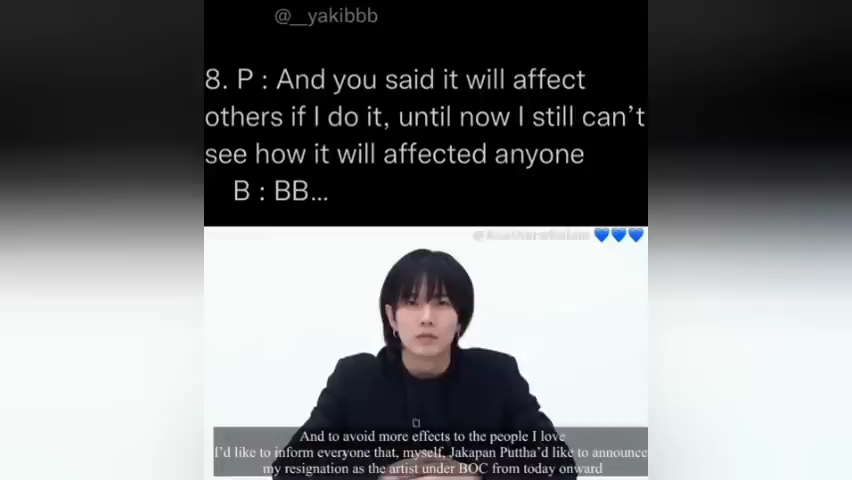 @__yakibbb
8. P : And you said it will affect
others if I do it, until now I still can't
see how it will affected anyone
B : BB...
And to avoid more effects to the people I love
I'd like to inform everyone that, myself, Jakapan Puttha'd like to announce
my resignation as the artist under BOC from today onward